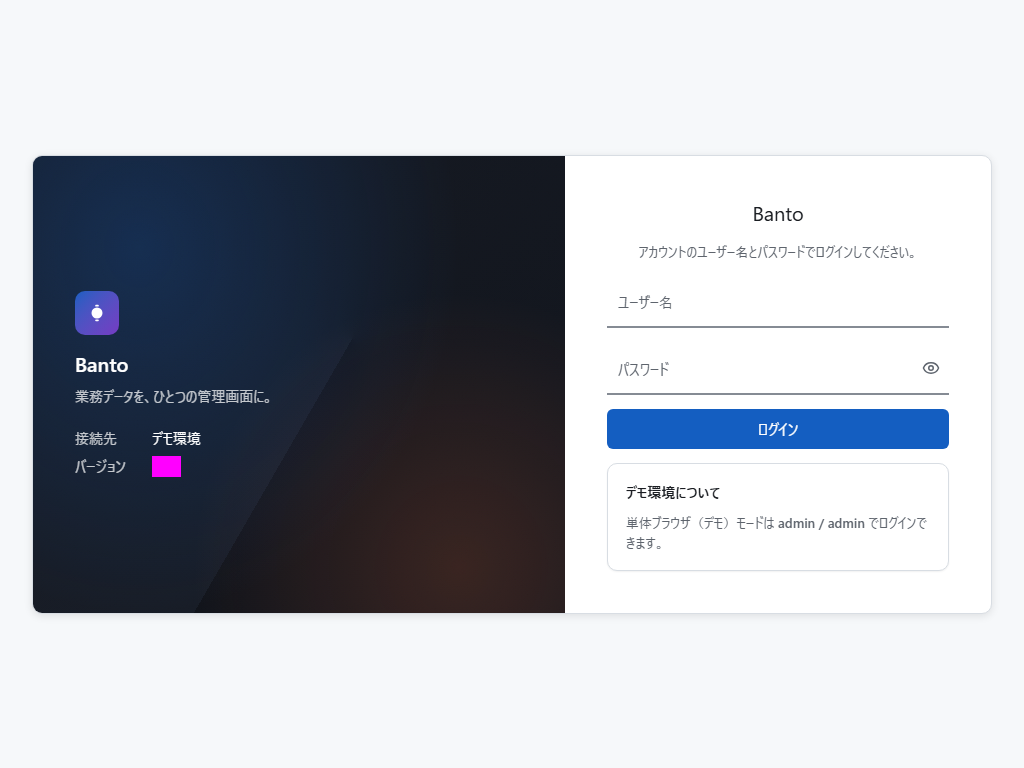 Banto
業務データを、ひとつの管理画面に。
接続先 デモ環境
バージョン
Banto
アカウントのユーザー名とパスワードでログインしてください。
ユーザー名
パスワード
ログイン
デモ環境について
単体ブラウザ（デモ）モードは admin / admin でログインで
きます。